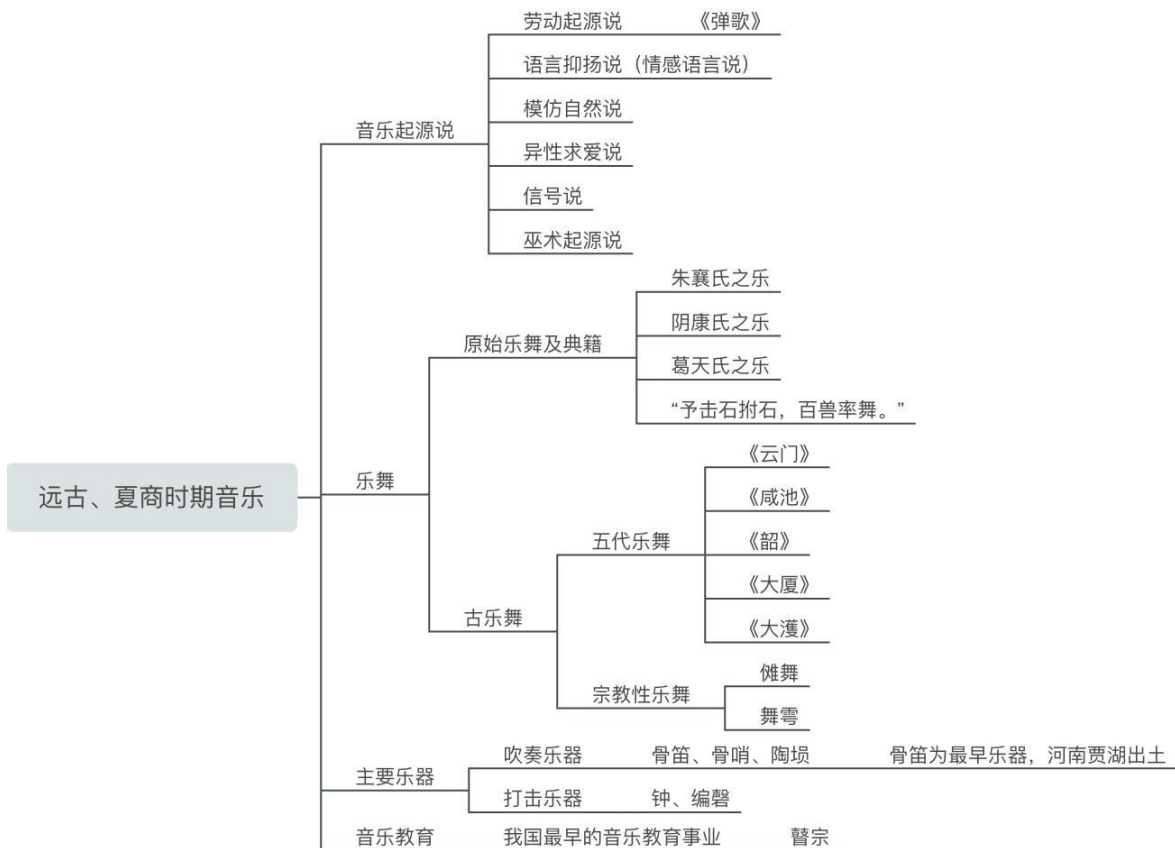 远古、夏商时期音乐
音乐起源说
劳动起源说 《弹歌》
语言抑扬说（情感语言说）
模仿自然说
异性求爱说
信号说
巫术起源说
乐舞
原始乐舞及典籍
朱襄氏之乐
阴康氏之乐
葛天氏之乐
“予击石拊石，百兽率舞。”
古乐舞
五代乐舞
《云门》
《咸池》
《韶》
《大厦》
《大濩》
宗教性乐舞
傩舞
舞雩
主要乐器
吹奏乐器 骨笛、骨哨、陶埙 骨笛为最早乐器，河南贾湖出土
打击乐器 钟、编磬
音乐教育 我国最早的音乐教育事业 瞽宗